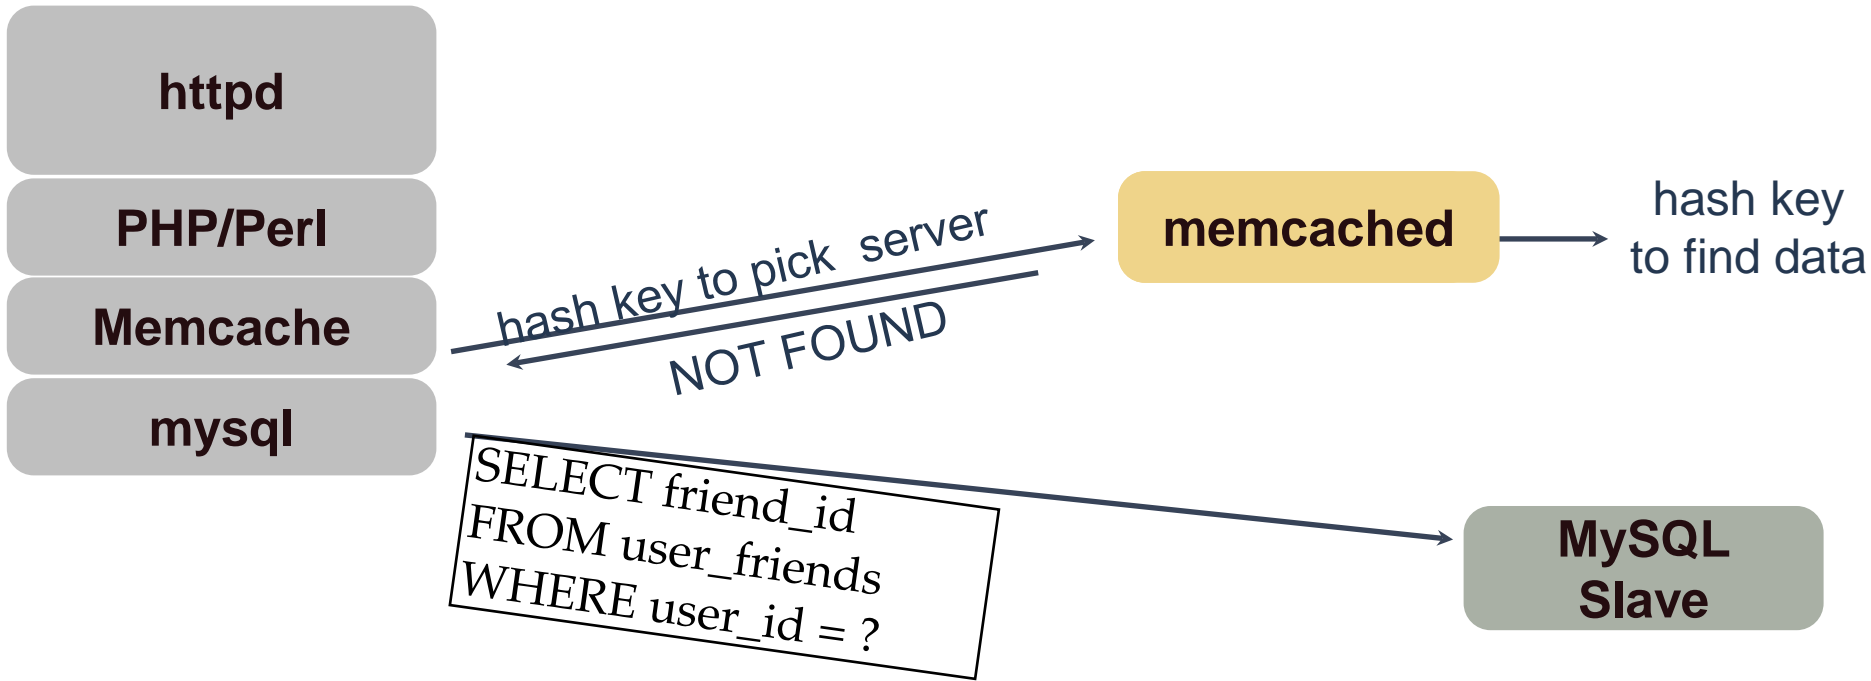 httpd
PHP/Perl
Memcache
mysql
hash key to pick  server
NOT FOUND
memcached
hash key
to find data
SELECT friend_id
FROM user_friends
WHERE user_id = ?
MySQL
Slave